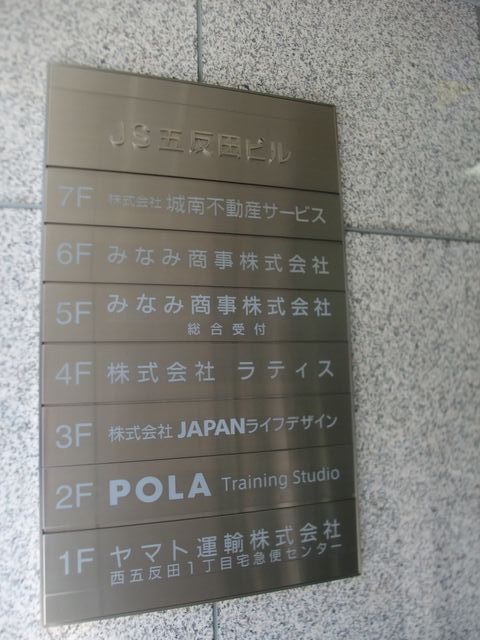 JS五反田ビル
7F 株式会社 城南不動産サービス
6F みなみ商事株式会社
5F みなみ商事株式会社
総合受付
4F 株式会社 ラティス
3F 株式会社 JAPANライフデザイン
2F POLA Training Studio
1F ヤマト運輸株式会社
西五反田1丁目宅急便センター